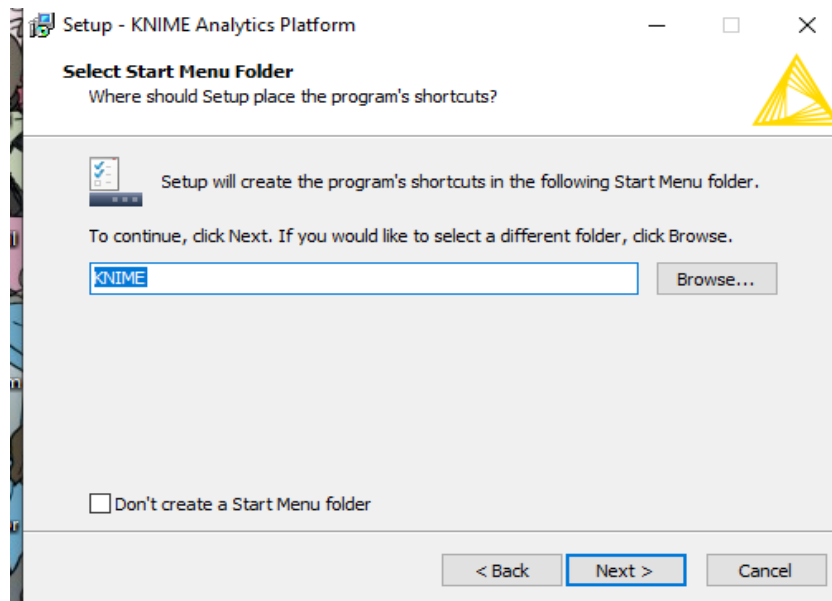 Setup - KNIME Analytics Platform
Select Start Menu Folder
Where should Setup place the program's shortcuts?
Setup will create the program's shortcuts in the following Start Menu folder.
To continue, click Next. If you would like to select a different folder, click Browse.
KNIME
Browse...
Don't create a Start Menu folder
< Back
Next >
Cancel